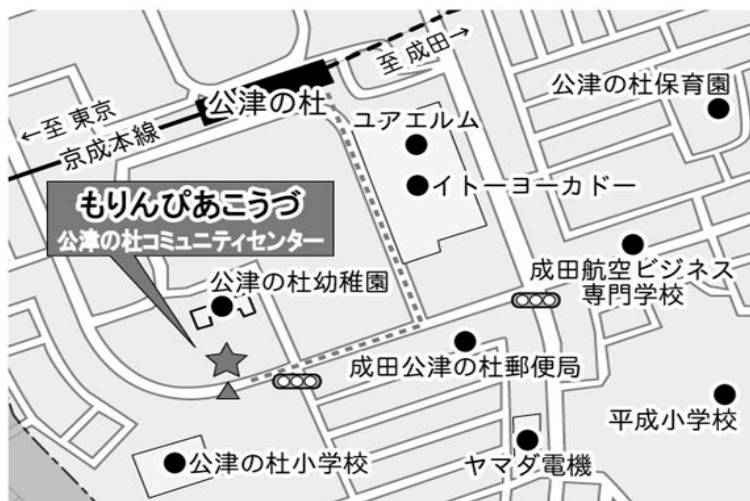 至 成田→
公津の杜保育園
公津の杜
ユアエルム
←至 東京
京成本線
イトーヨーカドー
もりんぴあこうづ
公津の杜コミュニティセンター
公津の杜幼稚園
成田航空ビジネス
専門学校
成田公津の杜郵便局
平成小学校
公津の杜小学校
ヤマダ電機